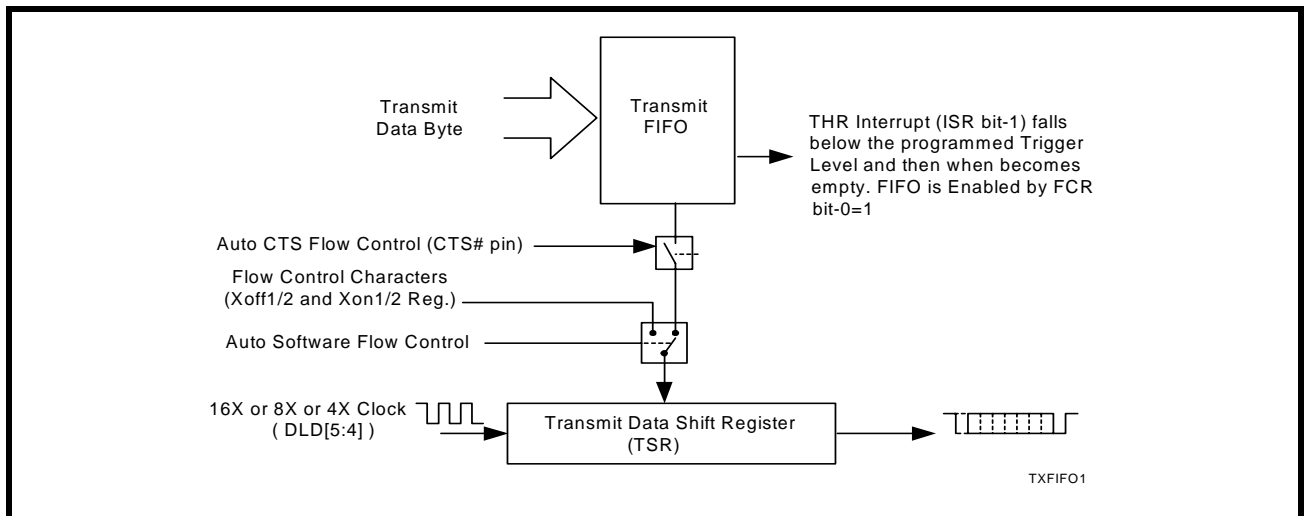 Transmit
Data Byte
Transmit
FIFO
THR Interrupt (ISR bit-1) falls
below the programmed Trigger
Level and then when becomes
empty. FIFO is Enabled by FCR
bit-0=1
Auto CTS Flow Control (CTS# pin)
Flow Control Characters
(Xoff1/2 and Xon1/2 Reg.)
Auto Software Flow Control
16X or 8X or 4X Clock
( DLD[5:4] )
Transmit Data Shift Register
(TSR)
TXFIFO1